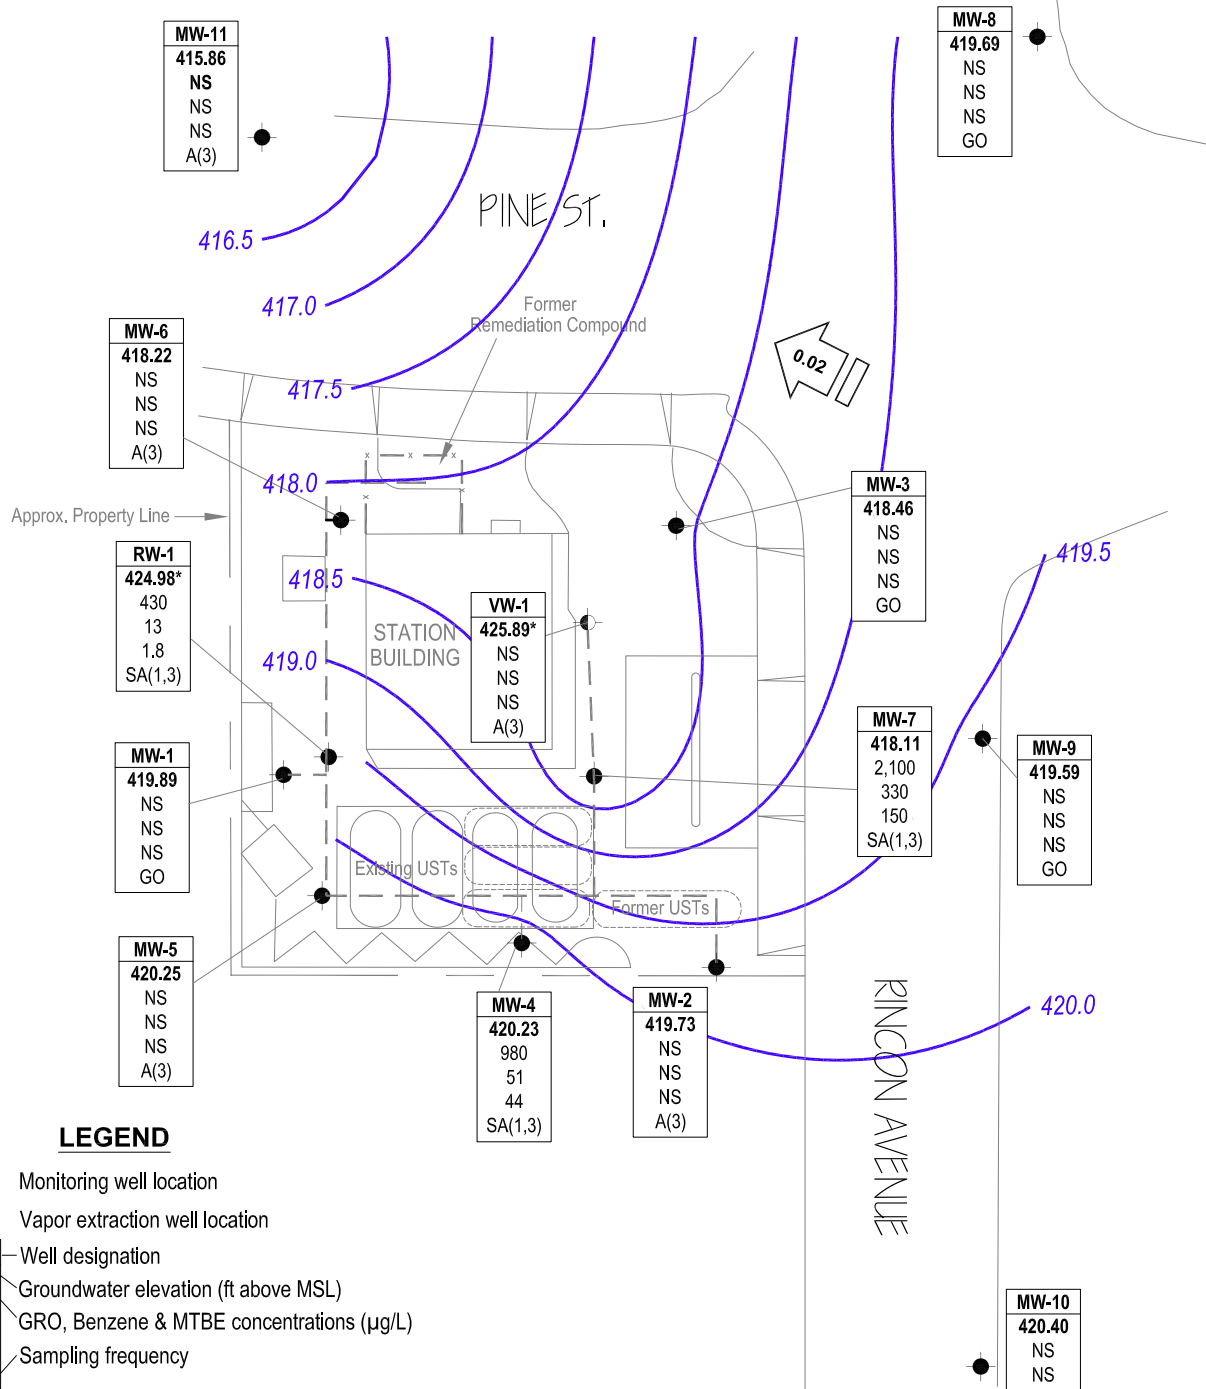 MW-11
415.86
NS
NS
NS
A(3)
MW-8
419.69
NS
NS
NS
GO
PINE ST.
416.5
417.0
Former
Remediation Compound
MW-6
418.22
NS
NS
NS
A(3)
0.02
417.5
418.0
MW-3
418.46
NS
NS
NS
GO
Approx. Property Line
RW-1
424.98*
430
13
1.8
SA(1,3)
419.5
418.5
VW-1
425.89*
NS
NS
NS
A(3)
STATION
BUILDING
419.0
MW-7
418.11
2,100
330
150
SA(1,3)
MW-9
419.59
NS
NS
NS
GO
MW-1
419.89
NS
NS
NS
GO
Existing USTs
Former USTs
MW-5
420.25
NS
NS
NS
A(3)
MW-4
420.23
980
51
44
SA(1,3)
MW-2
419.73
NS
NS
NS
A(3)
420.0
RINCON AVENUE
LEGEND
Monitoring well location
Vapor extraction well location
Well designation
Groundwater elevation (ft above MSL)
GRO, Benzene & MTBE concentrations (µg/L)
Sampling frequency
MW-10
420.40
NS
NS
x x x
x x